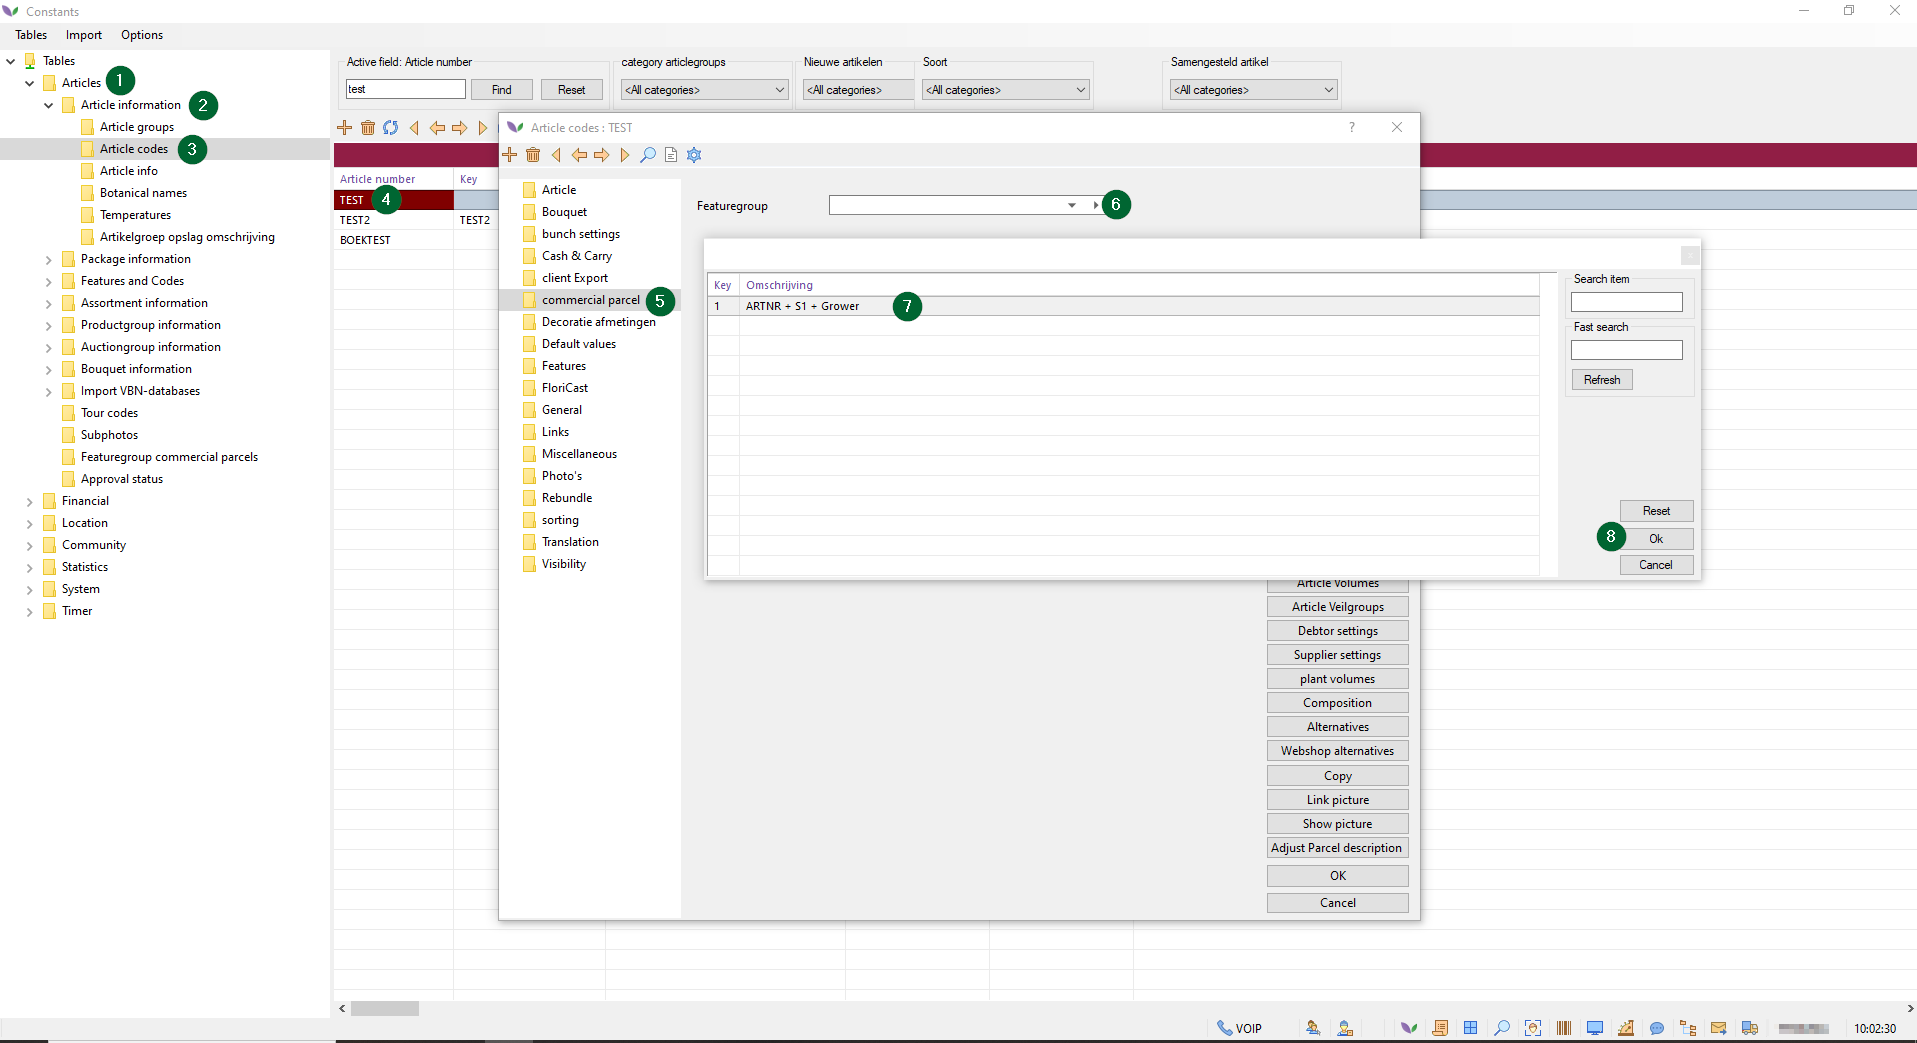 Constants
Tables Import Options
Tables
Articles 1
Article information 2
Article groups
Article codes 3
Article info
Botanical names
Temperatures
Artikelgroep opslag omschrijving
Package information
Features and Codes
Assortment information
Productgroup information
Auctiongroup information
Bouquet information
Import VBN-databases
Tour codes
Subphotos
Featuregroup commercial parcels
Approval status
Financial
Location
Community
Statistics
System
Timer
Active field: Article number
test Find Reset
category articlegroups
<All categories>
Nieuwe artikelen
<All categories>
Soort
<All categories>
Samengesteld artikel
<All categories>
Article number Key
TEST 4
TEST2 TEST2
BOEKTEST
Article codes : TEST ?
Article
Bouquet
bunch settings
Cash & Carry
client Export
commercial parcel 5
Decoratie afmetingen
Default values
Features
FloriCast
General
Links
Miscellaneous
Photo's
Rebundle
sorting
Translation
Visibility
Featuregroup 6
Key Omschrijving
1 ARTNR + S1 + Grower 7
Search item
Fast search
Refresh
Reset
8 Ok
Cancel
Article Volumes
Article Veilgroups
Debtor settings
Supplier settings
plant volumes
Composition
Alternatives
Webshop alternatives
Copy
Link picture
Show picture
Adjust Parcel description
OK
Cancel
VOIP 10:02:30